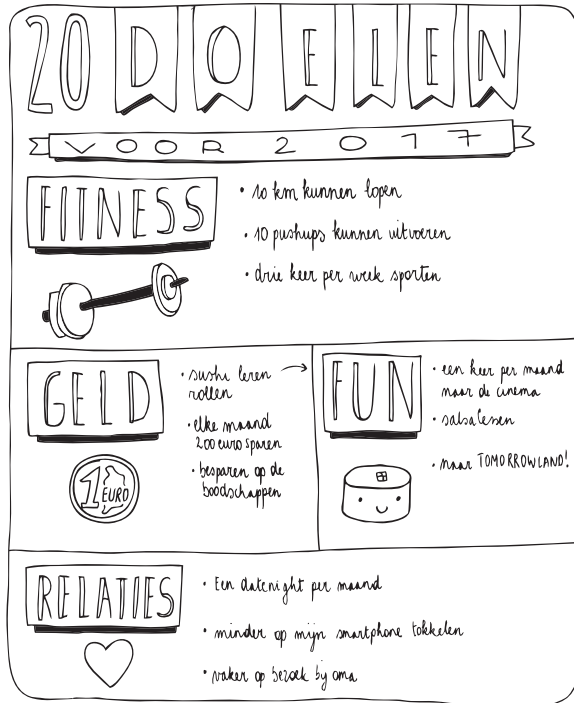 20 DOELEN
VOOR 2017
FITNESS
• 10 km kunnen lopen
• 10 pushups kunnen uitvoeren
• drie keer per week sporten
GELD
• sushi leren
rollen
• elke maand
200 euro sparen
• besparen op de
boodschappen
1 EURO
FUN
• een keer per maand
naar de cinema
• salsalessen
• naar TOMORROWLAND!
RELATIES
• Een datenight per maand
• minder op mijn smartphone tokkelen
• vaker op bezoek bij oma